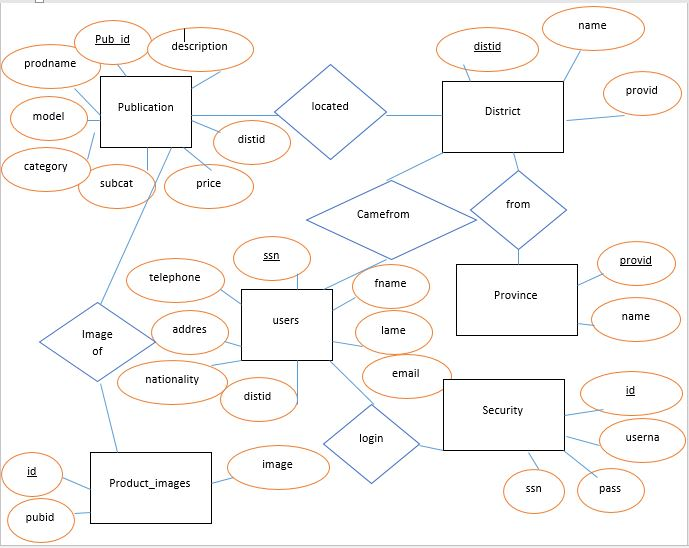 name
Pub_id
distid
description
prodname
provid
Publication
located
District
model
distid
category
subcat
price
from
Camefrom
ssn
provid
telephone
fname
Province
name
users
addres
lame
Image
of
nationality
email
distid
id
Security
login
userna
image
id
Product_images
ssn
pass
pubid